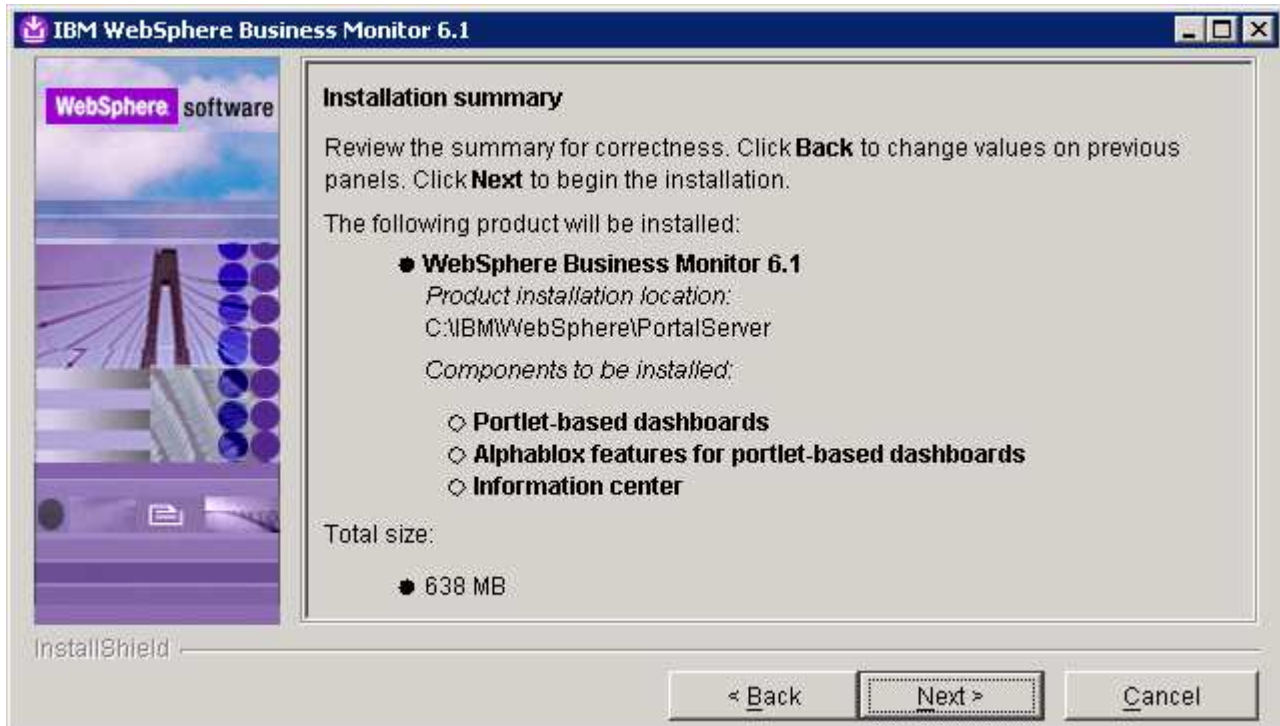 IBM WebSphere Business Monitor 6.1
WebSphere software
Installation summary
Review the summary for correctness. Click Back to change values on previous
panels. Click Next to begin the installation.
The following product will be installed:
WebSphere Business Monitor 6.1
Product installation location:
C:\IBM\WebSphere\PortalServer
Components to be installed:
Portlet-based dashboards
Alphablox features for portlet-based dashboards
Information center
Total size:
638 MB
InstallShield
< Back
Next >
Cancel